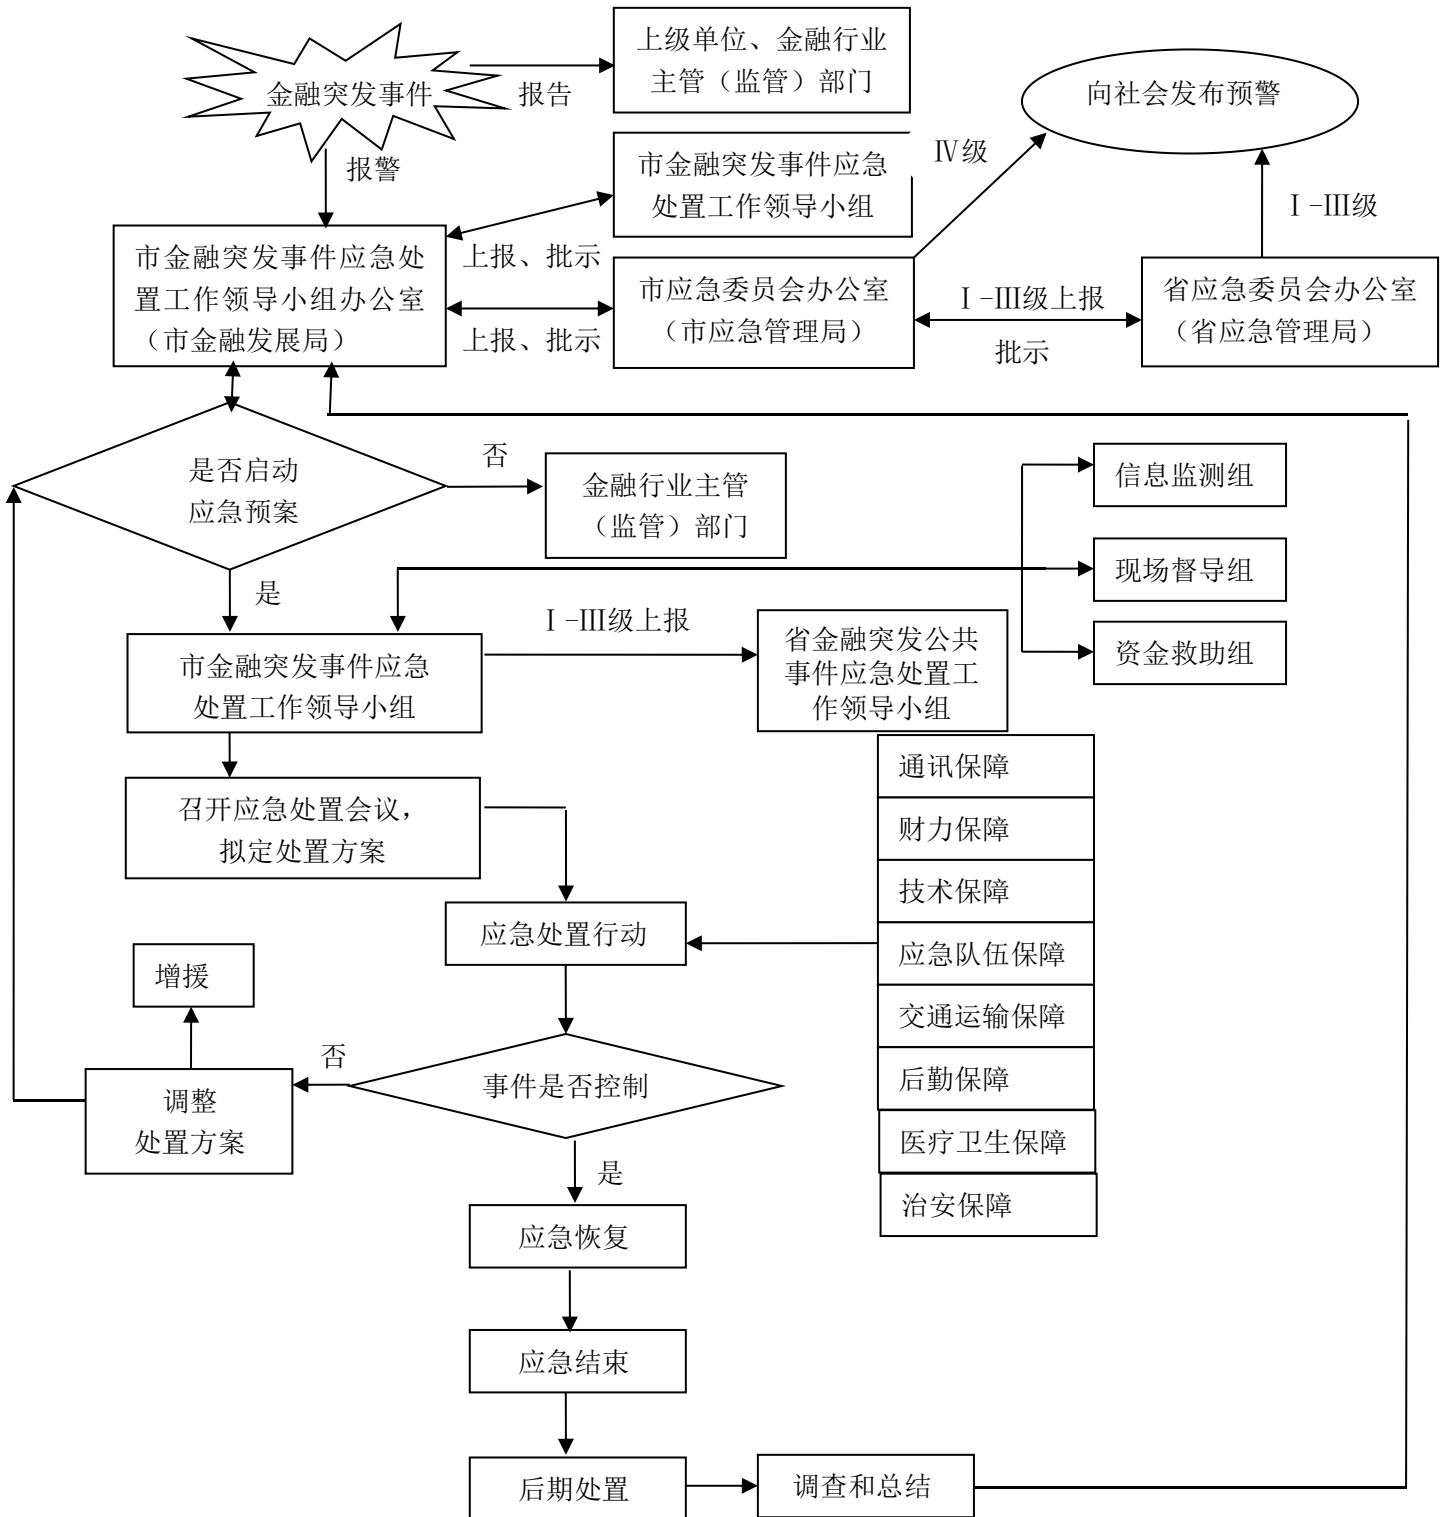 上级单位、金融行业
主管（监管）部门
金融突发事件
报告
向社会发布预警
报警
市金融突发事件应急
处置工作领导小组
Ⅳ级
Ⅰ-Ⅲ级
市金融突发事件应急处
置工作领导小组办公室
（市金融发展局）
上报、批示
上报、批示
市应急委员会办公室
（市应急管理局）
Ⅰ-Ⅲ级上报
批示
省应急委员会办公室
（省应急管理局）
是否启动
应急预案
否
金融行业主管
（监管）部门
信息监测组
现场督导组
资金救助组
是
Ⅰ-Ⅲ级上报
市金融突发事件应急
处置工作领导小组
省金融突发公共
事件应急处置工
作领导小组
召开应急处置会议，
拟定处置方案
通讯保障
财力保障
技术保障
应急队伍保障
交通运输保障
后勤保障
医疗卫生保障
治安保障
应急处置行动
增援
否
事件是否控制
调整
处置方案
是
应急恢复
应急结束
后期处置
调查和总结